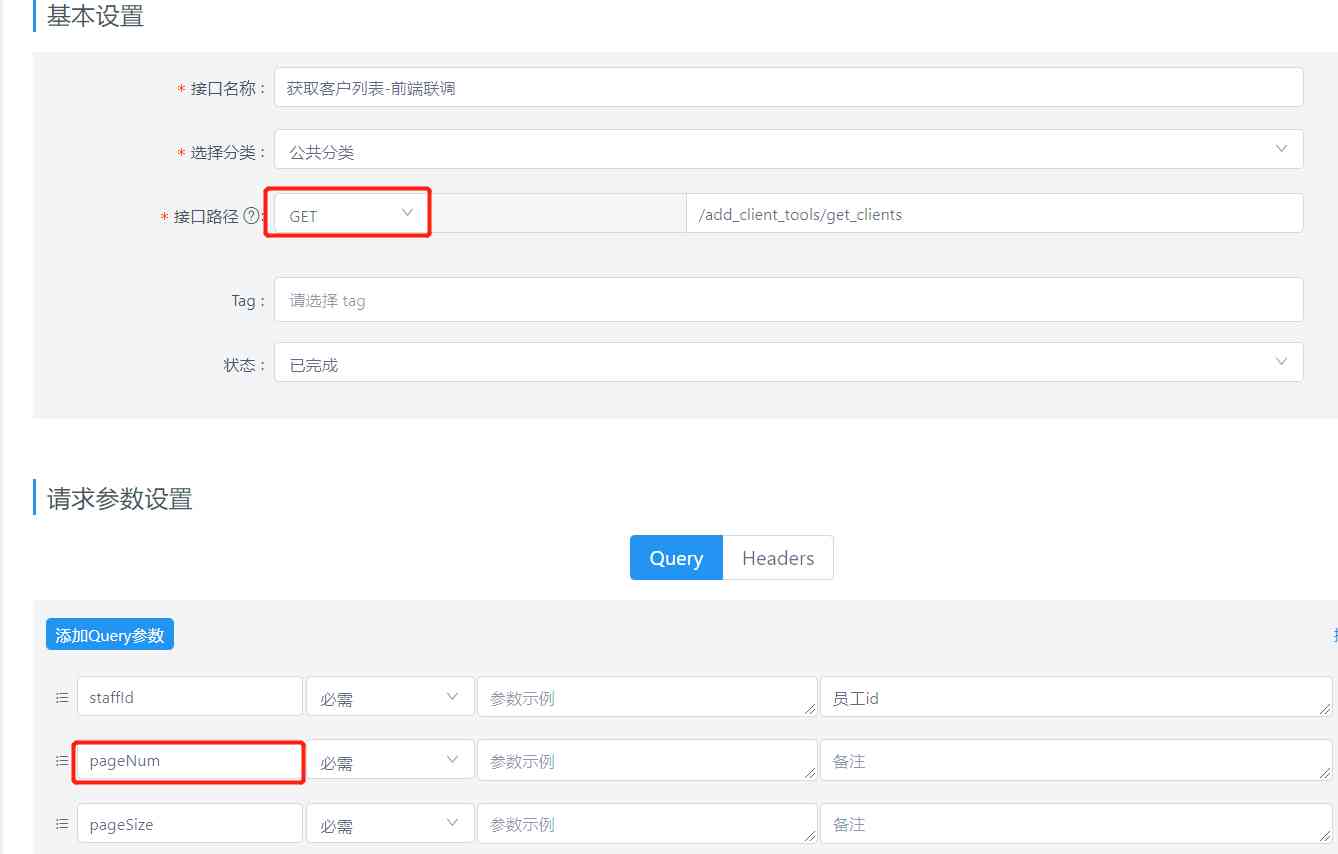 基本设置
* 接口名称 : 获取客户列表-前端联调
* 选择分类 : 公共分类
* 接口路径 ? : GET /add_client_tools/get_clients
Tag : 请选择 tag
状态 : 已完成
请求参数设置
Query Headers
添加Query参数
staffId 必需 参数示例 员工id
pageNum 必需 参数示例 备注
pageSize 必需 参数示例 备注